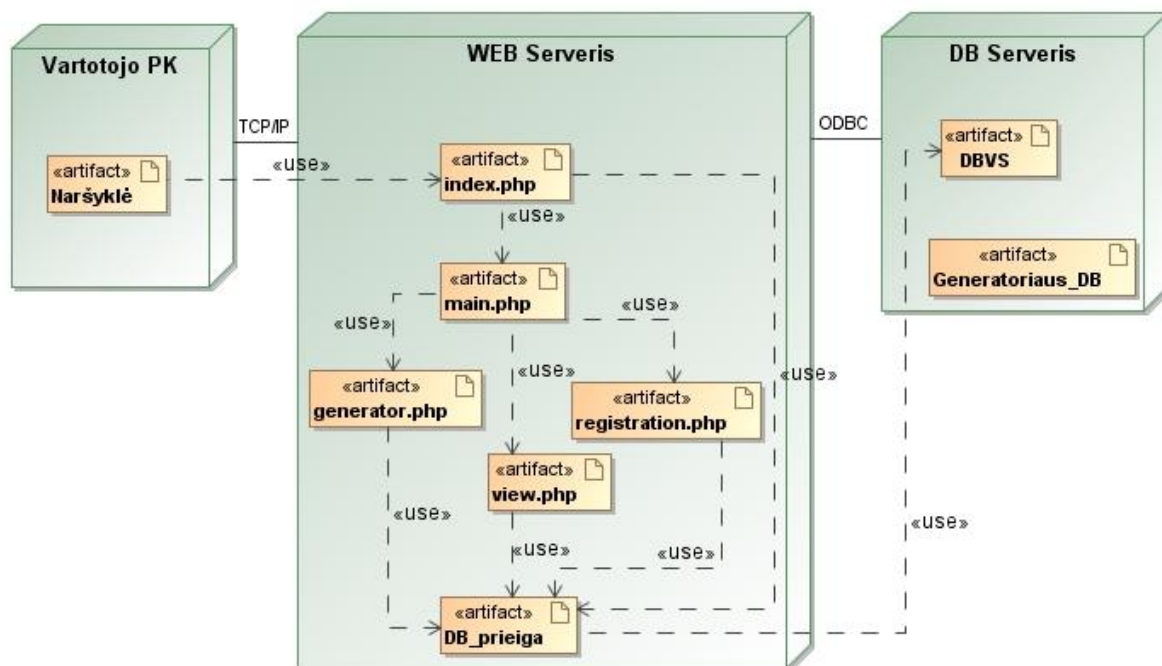 Vartotojo PK
WEB Serveris
DB Serveris
TCP/IP
ODBC
«artifact»
Naršyklė
«use»
«artifact»
index.php
«artifact»
DBVS
«use»
«artifact»
main.php
«artifact»
Generatoriaus_DB
«use»
«use»
«use»
«use»
«artifact»
generator.php
«artifact»
registration.php
«artifact»
view.php
«use»
«use»
«use»
«use»
«artifact»
DB_prieiga